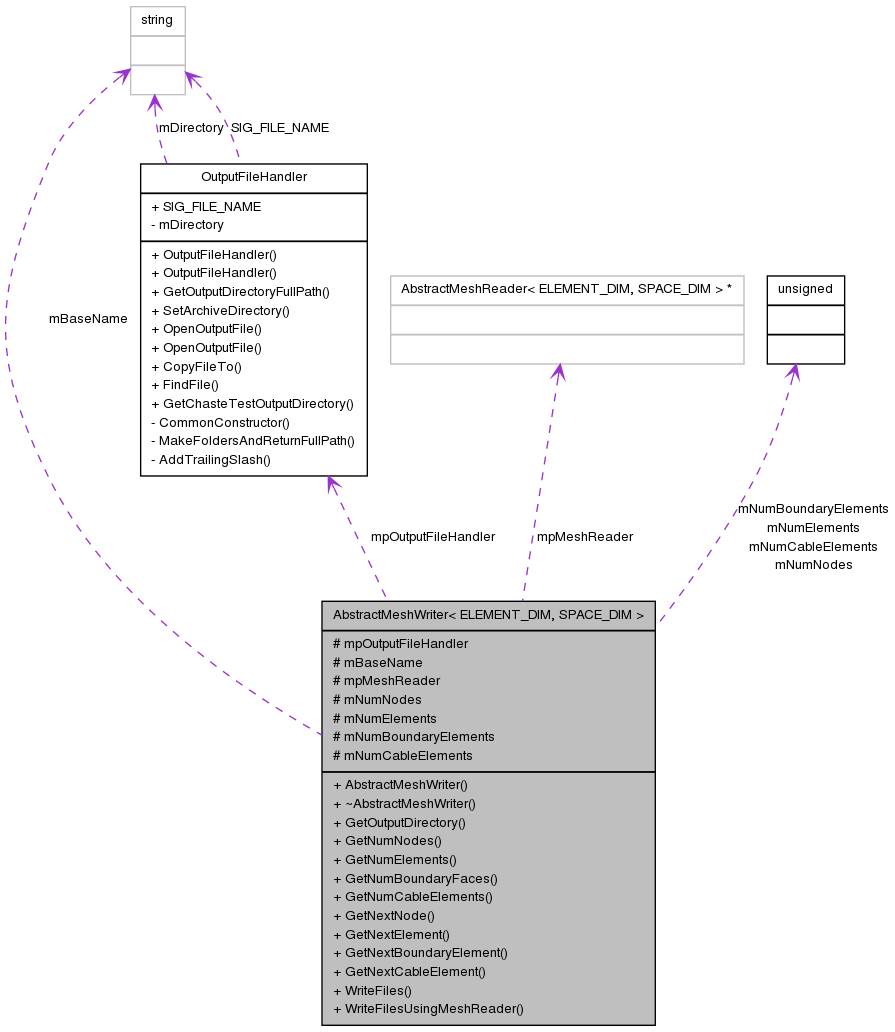 string
mDirectory
SIG_FILE_NAME
OutputFileHandler
+ SIG_FILE_NAME
- mDirectory
+ OutputFileHandler()
+ OutputFileHandler()
+ GetOutputDirectoryFullPath()
+ SetArchiveDirectory()
+ OpenOutputFile()
+ OpenOutputFile()
+ CopyFileTo()
+ FindFile()
+ GetChasteTestOutputDirectory()
- CommonConstructor()
- MakeFoldersAndReturnFullPath()
- AddTrailingSlash()
AbstractMeshReader< ELEMENT_DIM, SPACE_DIM > *
unsigned
mBaseName
mpOutputFileHandler
mpMeshReader
mNumBoundaryElements
mNumElements
mNumCableElements
mNumNodes
AbstractMeshWriter< ELEMENT_DIM, SPACE_DIM >
# mpOutputFileHandler
# mBaseName
# mpMeshReader
# mNumNodes
# mNumElements
# mNumBoundaryElements
# mNumCableElements
+ AbstractMeshWriter()
+ ~AbstractMeshWriter()
+ GetOutputDirectory()
+ GetNumNodes()
+ GetNumElements()
+ GetNumBoundaryFaces()
+ GetNumCableElements()
+ GetNextNode()
+ GetNextElement()
+ GetNextBoundaryElement()
+ GetNextCableElement()
+ WriteFiles()
+ WriteFilesUsingMeshReader()